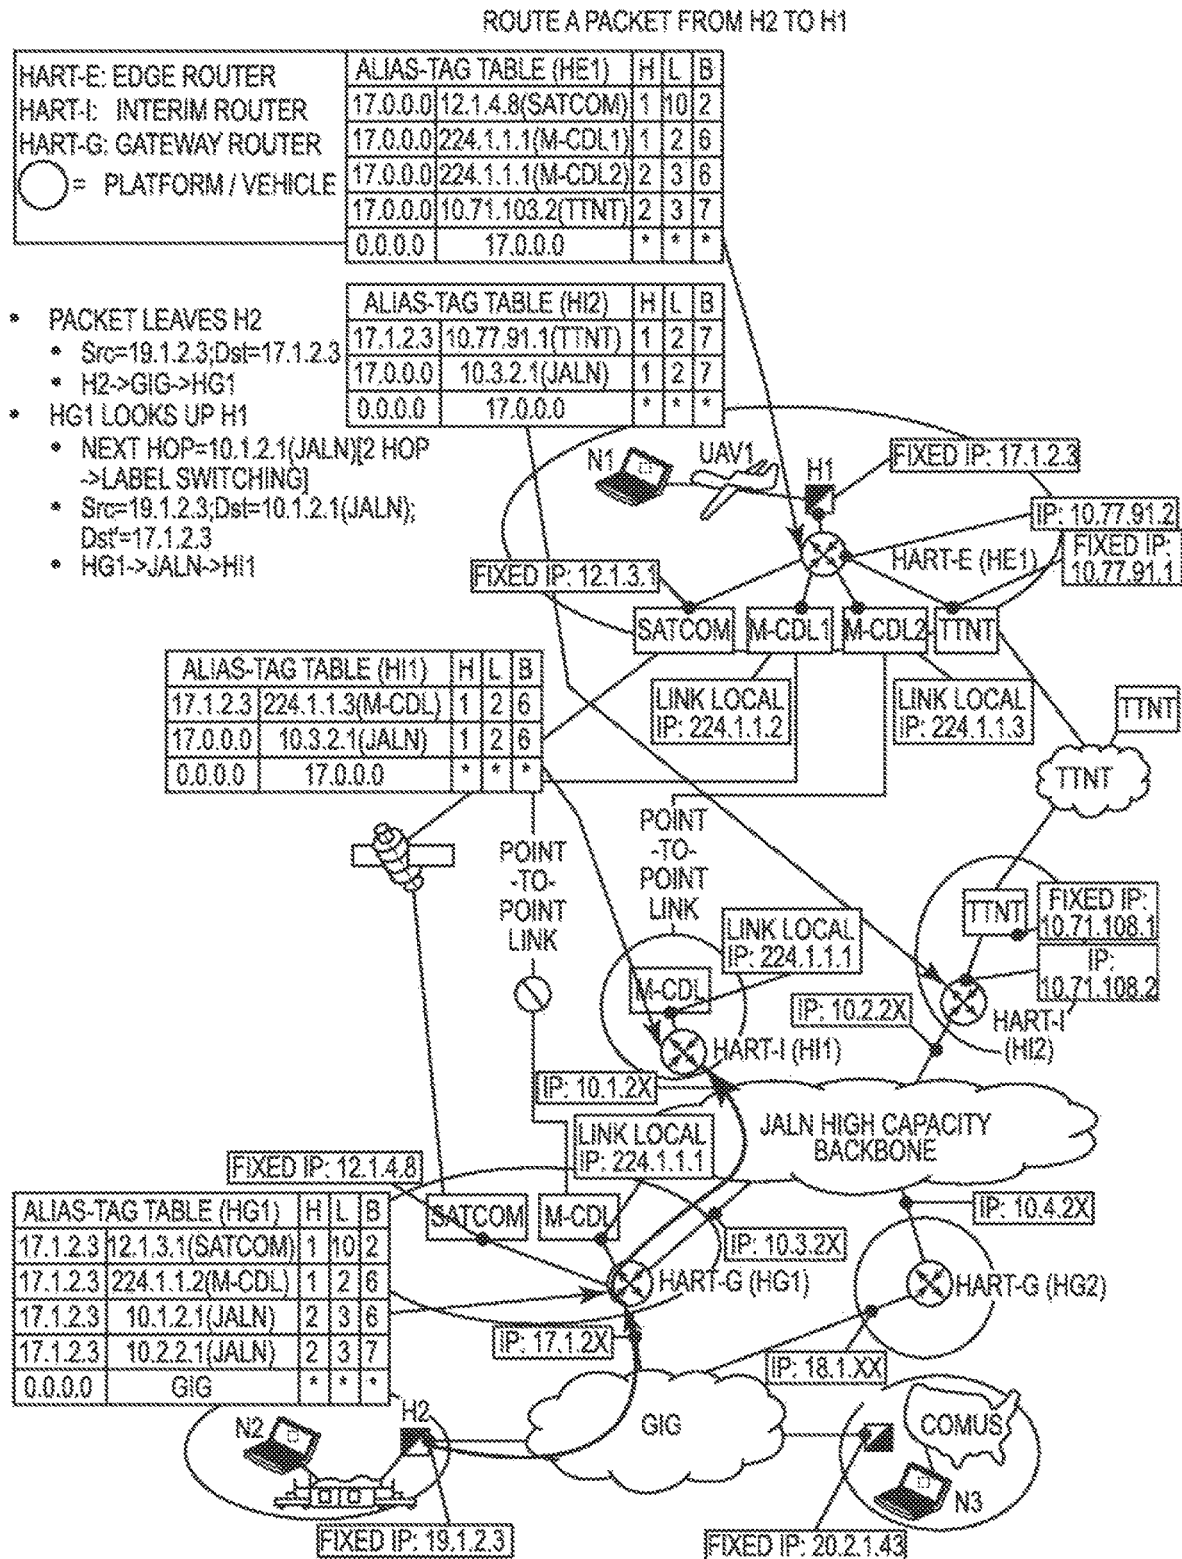 ROUTE A PACKET FROM H2 TO H1
HART-E: EDGE ROUTER
HART-I: INTERIM ROUTER
HART-G: GATEWAY ROUTER
= PLATFORM / VEHICLE
ALIAS-TAG TABLE (HE1) H L B
17.0.0.0 12.1.4.8(SATCOM) 1 10 2
17.0.0.0 224.1.1.1(M-CDL1) 1 2 6
17.0.0.0 224.1.1.1(M-CDL2) 2 3 6
17.0.0.0 10.71.103.2(TTNT) 2 3 7
0.0.0.0 17.0.0.0 * * *
ALIAS-TAG TABLE (HI2) H L B
17.1.2.3 10.77.91.1(TTNT) 1 2 7
17.0.0.0 10.3.2.1(JALN) 1 2 7
0.0.0.0 17.0.0.0 * * *
• PACKET LEAVES H2
• Src=19.1.2.3;Dst=17.1.2.3
• H2->GIG->HG1
• HG1 LOOKS UP H1
• NEXT HOP=10.1.2.1(JALN)[2 HOP
->LABEL SWITCHING]
• Src=19.1.2.3;Dst=10.1.2.1(JALN);
Dst'=17.1.2.3
• HG1->JALN->HI1
N1
UAV1
H1
FIXED IP: 17.1.2.3
IP: 10.77.91.2
HART-E (HE1)
FIXED IP:
10.77.91.1
FIXED IP: 12.1.3.1
SATCOM
M-CDL1
M-CDL2
TTNT
LINK LOCAL
IP: 224.1.1.2
LINK LOCAL
IP: 224.1.1.3
TTNT
TTNT
ALIAS-TAG TABLE (HI1) H L B
17.1.2.3 224.1.1.3(M-CDL) 1 2 6
17.0.0.0 10.3.2.1(JALN) 1 2 6
0.0.0.0 17.0.0.0 * * *
POINT
-TO-
POINT
LINK
POINT
-TO-
POINT
LINK
TTNT
FIXED IP:
10.71.108.1
IP:
10.71.108.2
LINK LOCAL
IP: 224.1.1.1
M-CDL
IP: 10.2.2X
HART-I
(HI2)
HART-I (HI1)
IP: 10.1.2X
JALN HIGH CAPACITY
BACKBONE
LINK LOCAL
IP: 224.1.1.1
FIXED IP: 12.1.4.8
SATCOM
M-CDL
IP: 10.4.2X
IP: 10.3.2X
ALIAS-TAG TABLE (HG1) H L B
17.1.2.3 12.1.3.1(SATCOM) 1 10 2
17.1.2.3 224.1.1.2(M-CDL) 1 2 6
17.1.2.3 10.1.2.1(JALN) 2 3 6
17.1.2.3 10.2.2.1(JALN) 2 3 7
0.0.0.0 GIG * * *
HART-G (HG1)
HART-G (HG2)
IP: 17.1.2X
IP: 18.1.XX
N2
H2
GIG
COMUS
N3
FIXED IP: 19.1.2.3
FIXED IP: 20.2.1.43